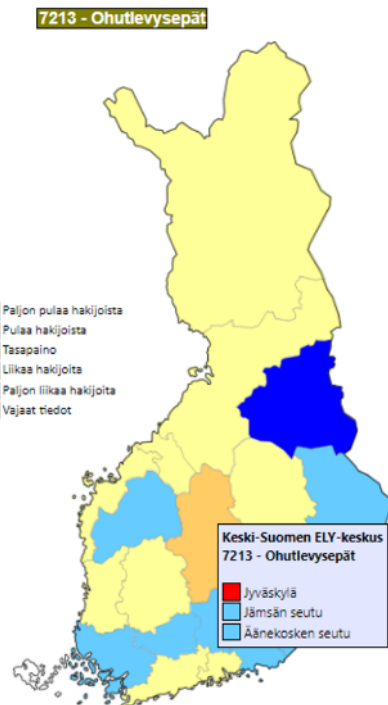 7213 - Ohutlevysepät
Paljon pulaa hakijoista
Pulaa hakijoista
Tasapaino
Liikaa hakijoita
Paljon liikaa hakijoita
Vajaat tiedot
Keski-Suomen ELY-keskus
7213 - Ohutlevysepät
Jyväskylä
Jämsän seutu
Äänekosken seutu